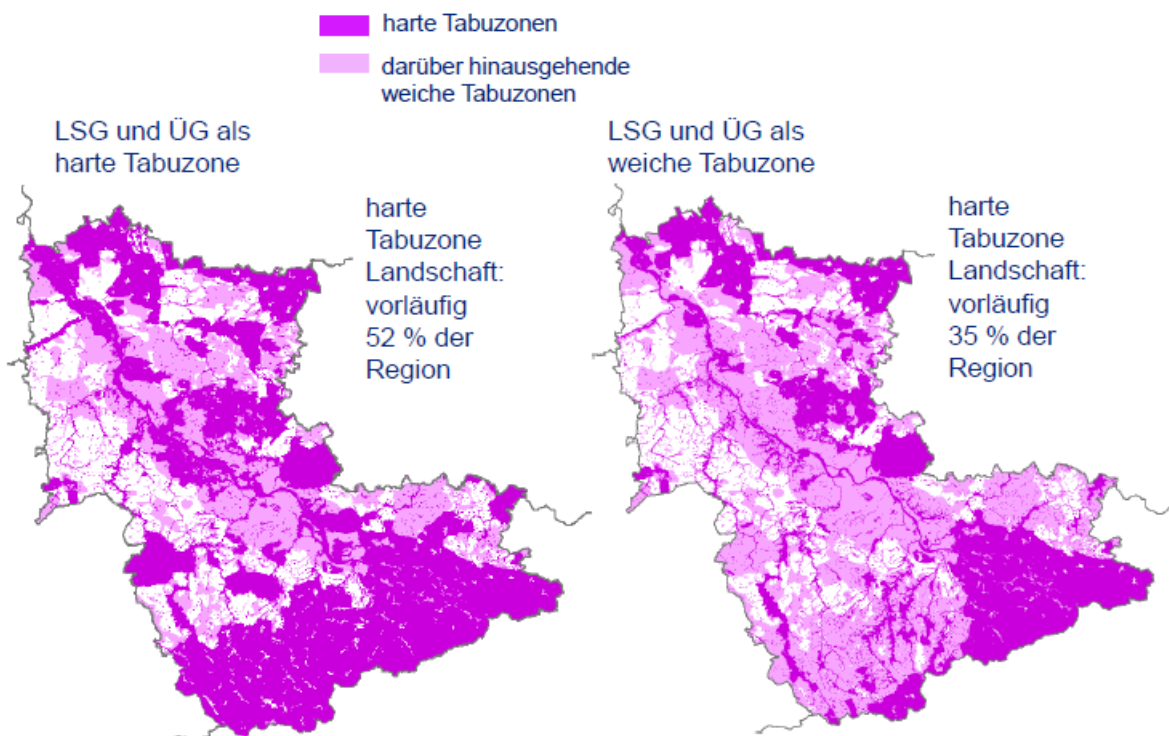 harte Tabuzonen
darüber hinausgehende
weiche Tabuzonen
LSG und ÜG als
harte Tabuzone
harte
Tabuzone
Landschaft:
vorläufig
52 % der
Region
LSG und ÜG als
weiche Tabuzone
harte
Tabuzone
Landschaft:
vorläufig
35 % der
Region